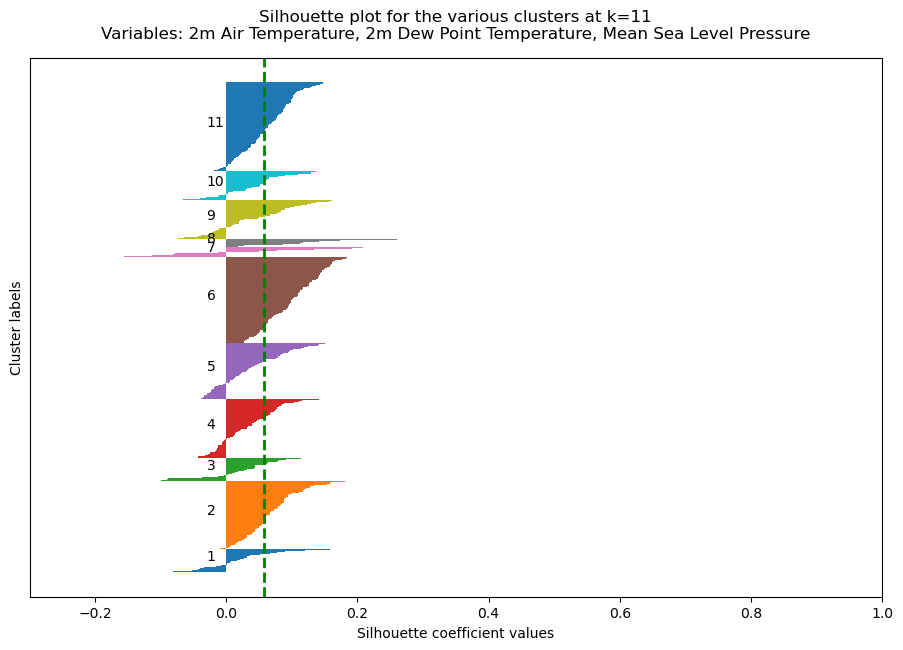 Silhouette plot for the various clusters at k=11
Variables: 2m Air Temperature, 2m Dew Point Temperature, Mean Sea Level Pressure
Cluster labels
11
10
9
8
7
6
5
4
3
2
1
−0.2 0.0 0.2 0.4 0.6 0.8 1.0
Silhouette coefficient values